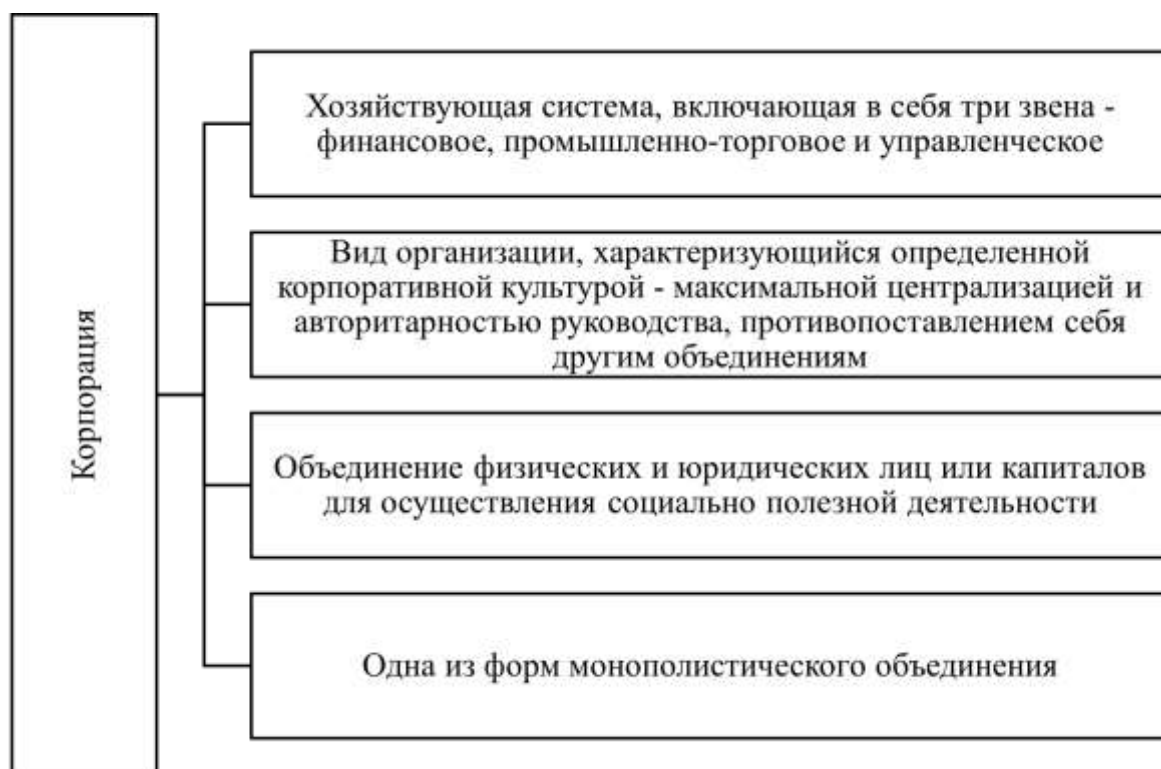 Корпорация
Хозяйствующая система, включающая в себя три звена -
финансовое, промышленно-торговое и управленческое
Вид организации, характеризующийся определенной
корпоративной культурой - максимальной централизацией и
авторитарностью руководства, противопоставлением себя
другим объединениям
Объединение физических и юридических лиц или капиталов
для осуществления социально полезной деятельности
Одна из форм монополистического объединения